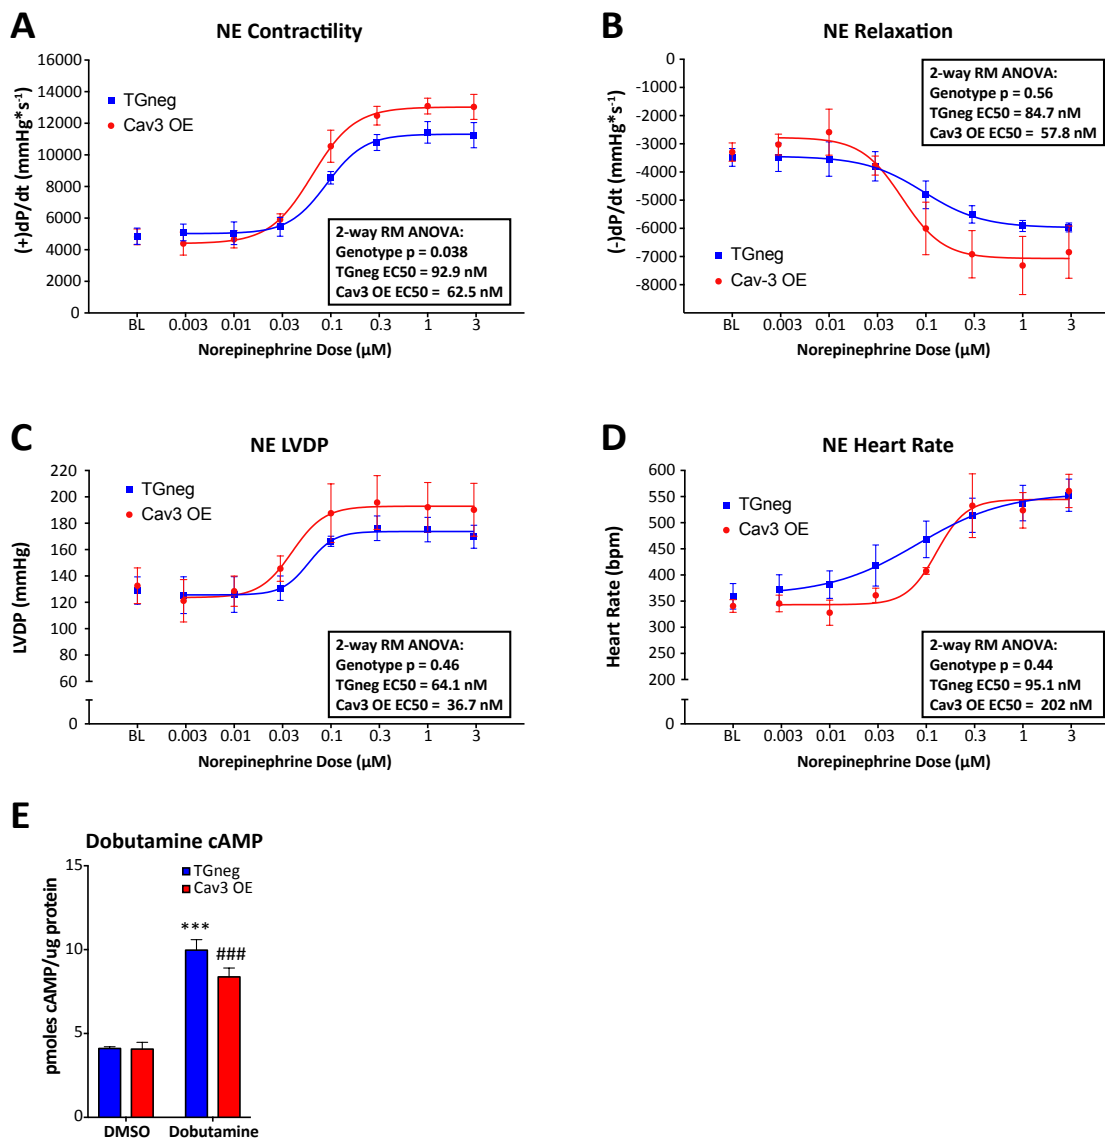 A
NE Contractility
16000
14000
12000
10000
8000
6000
4000
2000
0
(+)dP/dt (mmHg*s⁻¹)
TGneg
Cav3 OE
2-way RM ANOVA:
Genotype p = 0.038
TGneg EC50 = 92.9 nM
Cav3 OE EC50 = 62.5 nM
BL 0.003 0.01 0.03 0.1 0.3 1 3
Norepinephrine Dose (µM)
B
NE Relaxation
0
-1000
-2000
-3000
-4000
-5000
-6000
-7000
-8000
(-)dP/dt (mmHg*s⁻¹)
2-way RM ANOVA:
Genotype p = 0.56
TGneg EC50 = 84.7 nM
Cav3 OE EC50 = 57.8 nM
TGneg
Cav-3 OE
BL 0.003 0.01 0.03 0.1 0.3 1 3
Norepinephrine Dose (µM)
C
NE LVDP
220
200
180
160
140
120
100
80
60
0
LVDP (mmHg)
TGneg
Cav3 OE
2-way RM ANOVA:
Genotype p = 0.46
TGneg EC50 = 64.1 nM
Cav3 OE EC50 = 36.7 nM
BL 0.003 0.01 0.03 0.1 0.3 1 3
Norepinephrine Dose (µM)
D
NE Heart Rate
600
550
500
450
400
350
300
250
200
0
Heart Rate (bpm)
TGneg
Cav3 OE
2-way RM ANOVA:
Genotype p = 0.44
TGneg EC50 = 95.1 nM
Cav3 OE EC50 = 202 nM
BL 0.003 0.01 0.03 0.1 0.3 1 3
Norepinephrine Dose (µM)
E
Dobutamine cAMP
15
10
5
0
pmoles cAMP/ug protein
TGneg
Cav3 OE
***
###
DMSO Dobutamine